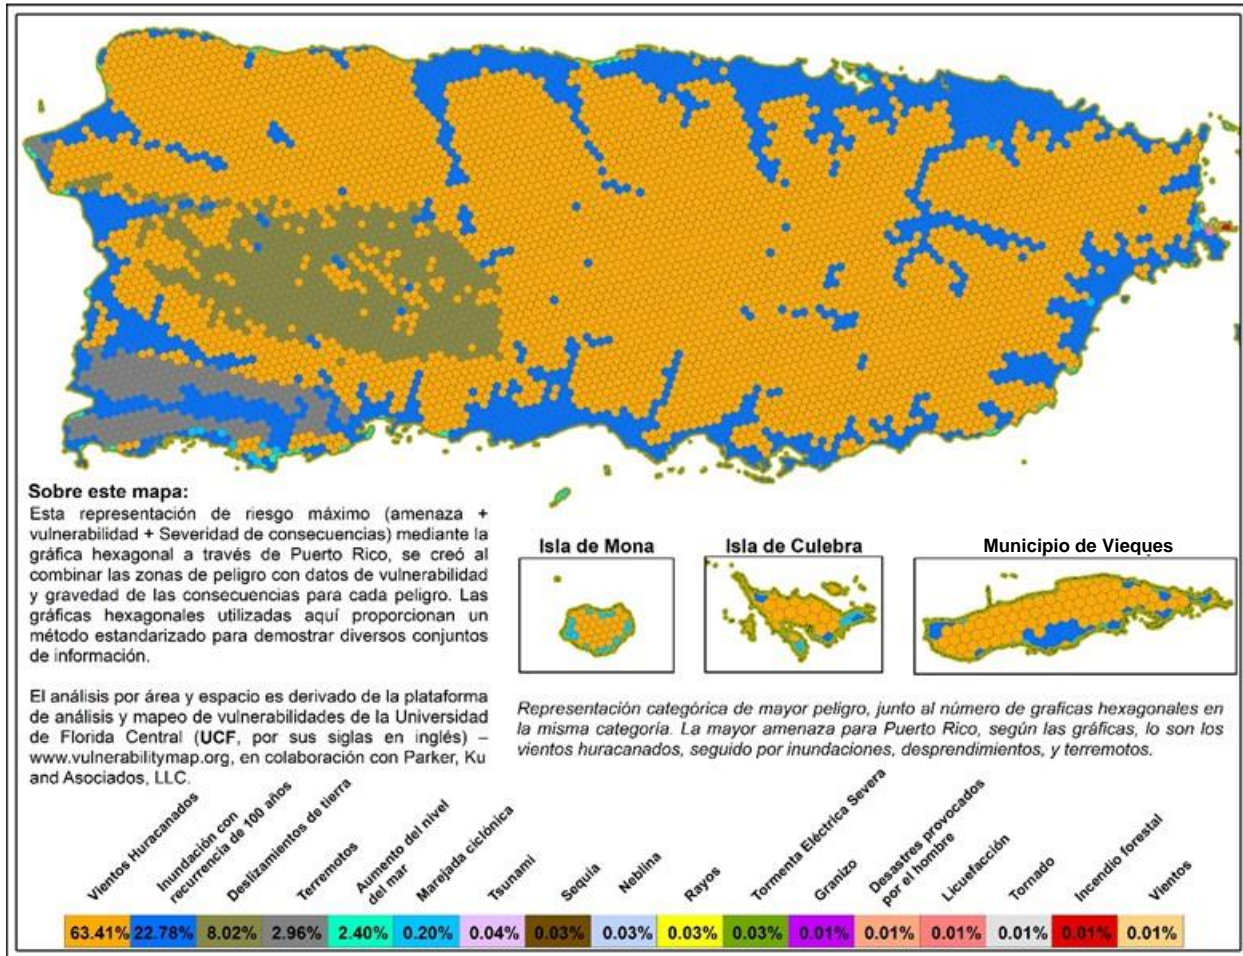 Sobre este mapa:
Esta representación de riesgo máximo (amenaza +
vulnerabilidad + Severidad de consecuencias) mediante la
gráfica hexagonal a través de Puerto Rico, se creó al
combinar las zonas de peligro con datos de vulnerabilidad
y gravedad de las consecuencias para cada peligro. Las
gráficas hexagonales utilizadas aquí proporcionan un
método estandarizado para demostrar diversos conjuntos
de información.
El análisis por área y espacio es derivado de la plataforma
de análisis y mapeo de vulnerabilidades de la Universidad
de Florida Central (UCF, por sus siglas en inglés) –
www.vulnerabilitymap.org, en colaboración con Parker, Ku
and Asociados, LLC.
Isla de Mona
Isla de Culebra
Municipio de Vieques
Representación categórica de mayor peligro, junto al número de graficas hexagonales en
la misma categoría. La mayor amenaza para Puerto Rico, según las gráficas, lo son los
vientos huracanados, seguido por inundaciones, desprendimientos, y terremotos.
Vientos Huracanados
Inundación con
recurrencia de 100 años
Deslizamientos de tierra
Terremotos
Aumento del nivel
del mar
Marejada ciclónica
Tsunami
Sequia
Neblina
Rayos
Tormenta Eléctrica Severa
Granizo
Desastres provocados
por el hombre
Licuefacción
Tornado
Incendio forestal
Vientos
63.41% 22.78% 8.02% 2.96% 2.40% 0.20% 0.04% 0.03% 0.03% 0.03% 0.03% 0.01% 0.01% 0.01% 0.01% 0.01% 0.01%